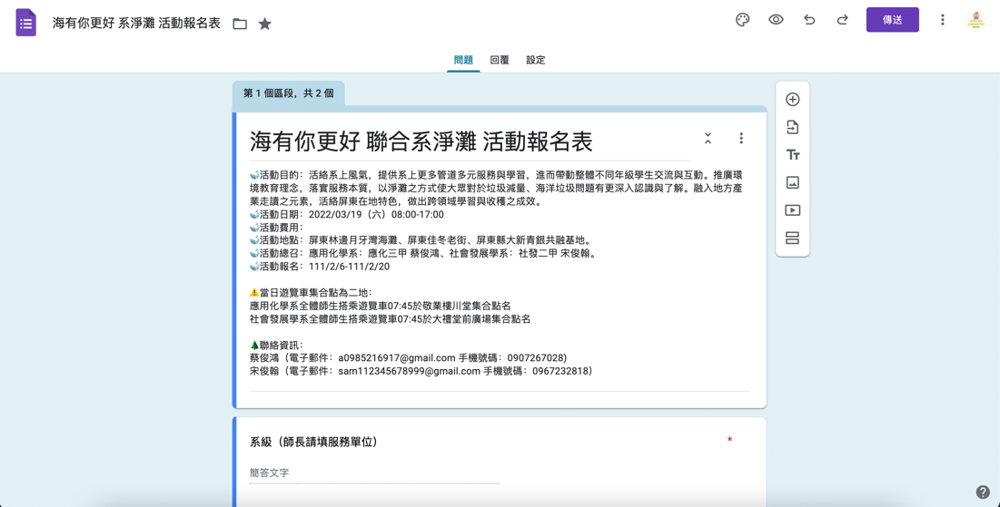 海有你更好 系淨灘 活動報名表
傳送
問題 回覆 設定
第 1 個區段，共 2 個
海有你更好 聯合系淨灘 活動報名表
🐳活動目的：活絡系上風氣，提供系上更多管道多元服務與學習，進而帶動整體不同年級學生交流與互動。推廣環
境教育理念，落實服務本質，以淨灘之方式使大眾對於垃圾減量、海洋垃圾問題有更深入認識與了解。融入地方產
業走讀之元素，活絡屏東在地特色，做出跨領域學習與收穫之成效。
🐳活動日期：2022/03/19（六）08:00-17:00
🐳活動費用：
🐳活動地點：屏東林邊月牙灣海灘、屏東佳冬老街、屏東縣大新青銀共融基地。
🐳活動總召：應用化學系：應化三甲 蔡俊鴻、社會發展學系：社發二甲 宋俊翰。
🐳活動報名：111/2/6-111/2/20
⚠️當日遊覽車集合點為二地：
應用化學系全體師生搭乘遊覽車07:45於敬業樓川堂集合點名
社會發展學系全體師生搭乘遊覽車07:45於大禮堂前廣場集合點名
🌲聯絡資訊：
蔡俊鴻（電子郵件：a0985216917@gmail.com 手機號碼：0907267028)
宋俊翰（電子郵件：sam112345678999@gmail.com 手機號碼：0967232818）
系級（師長請填服務單位） *
簡答文字